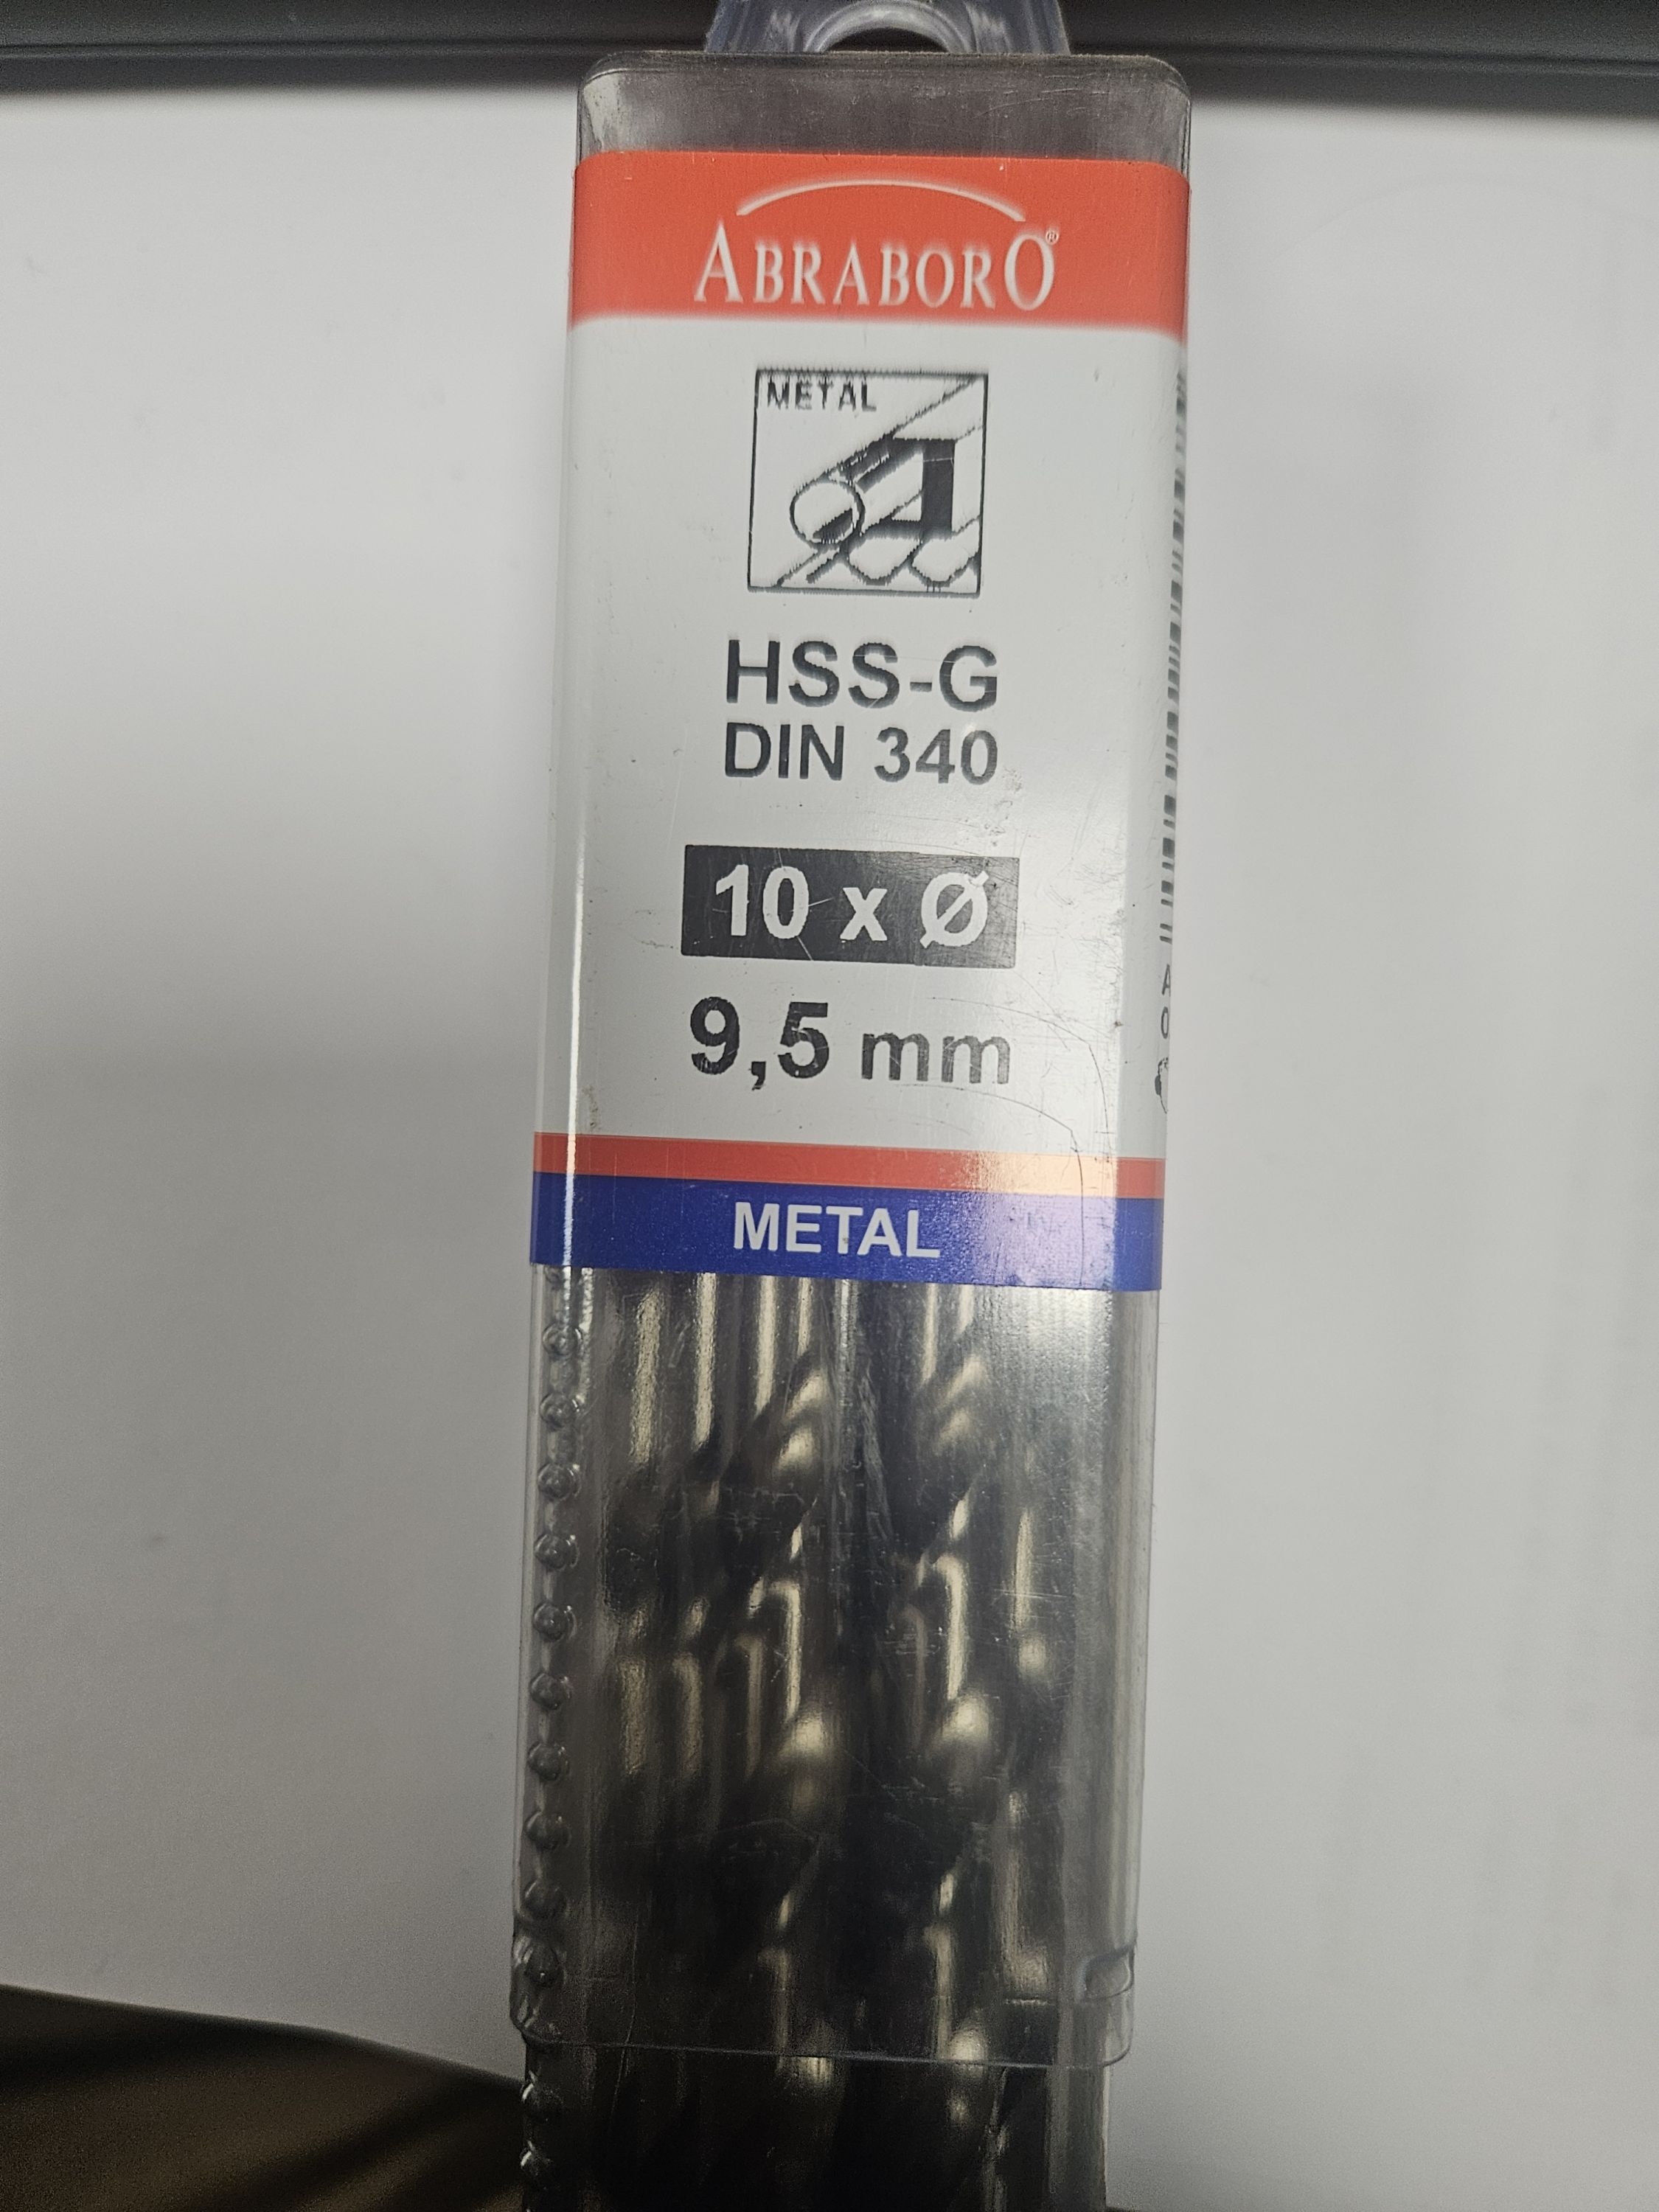 ABRABORO®
METAL
HSS-G
DIN 340
10 x Ø
9,5 mm
METAL